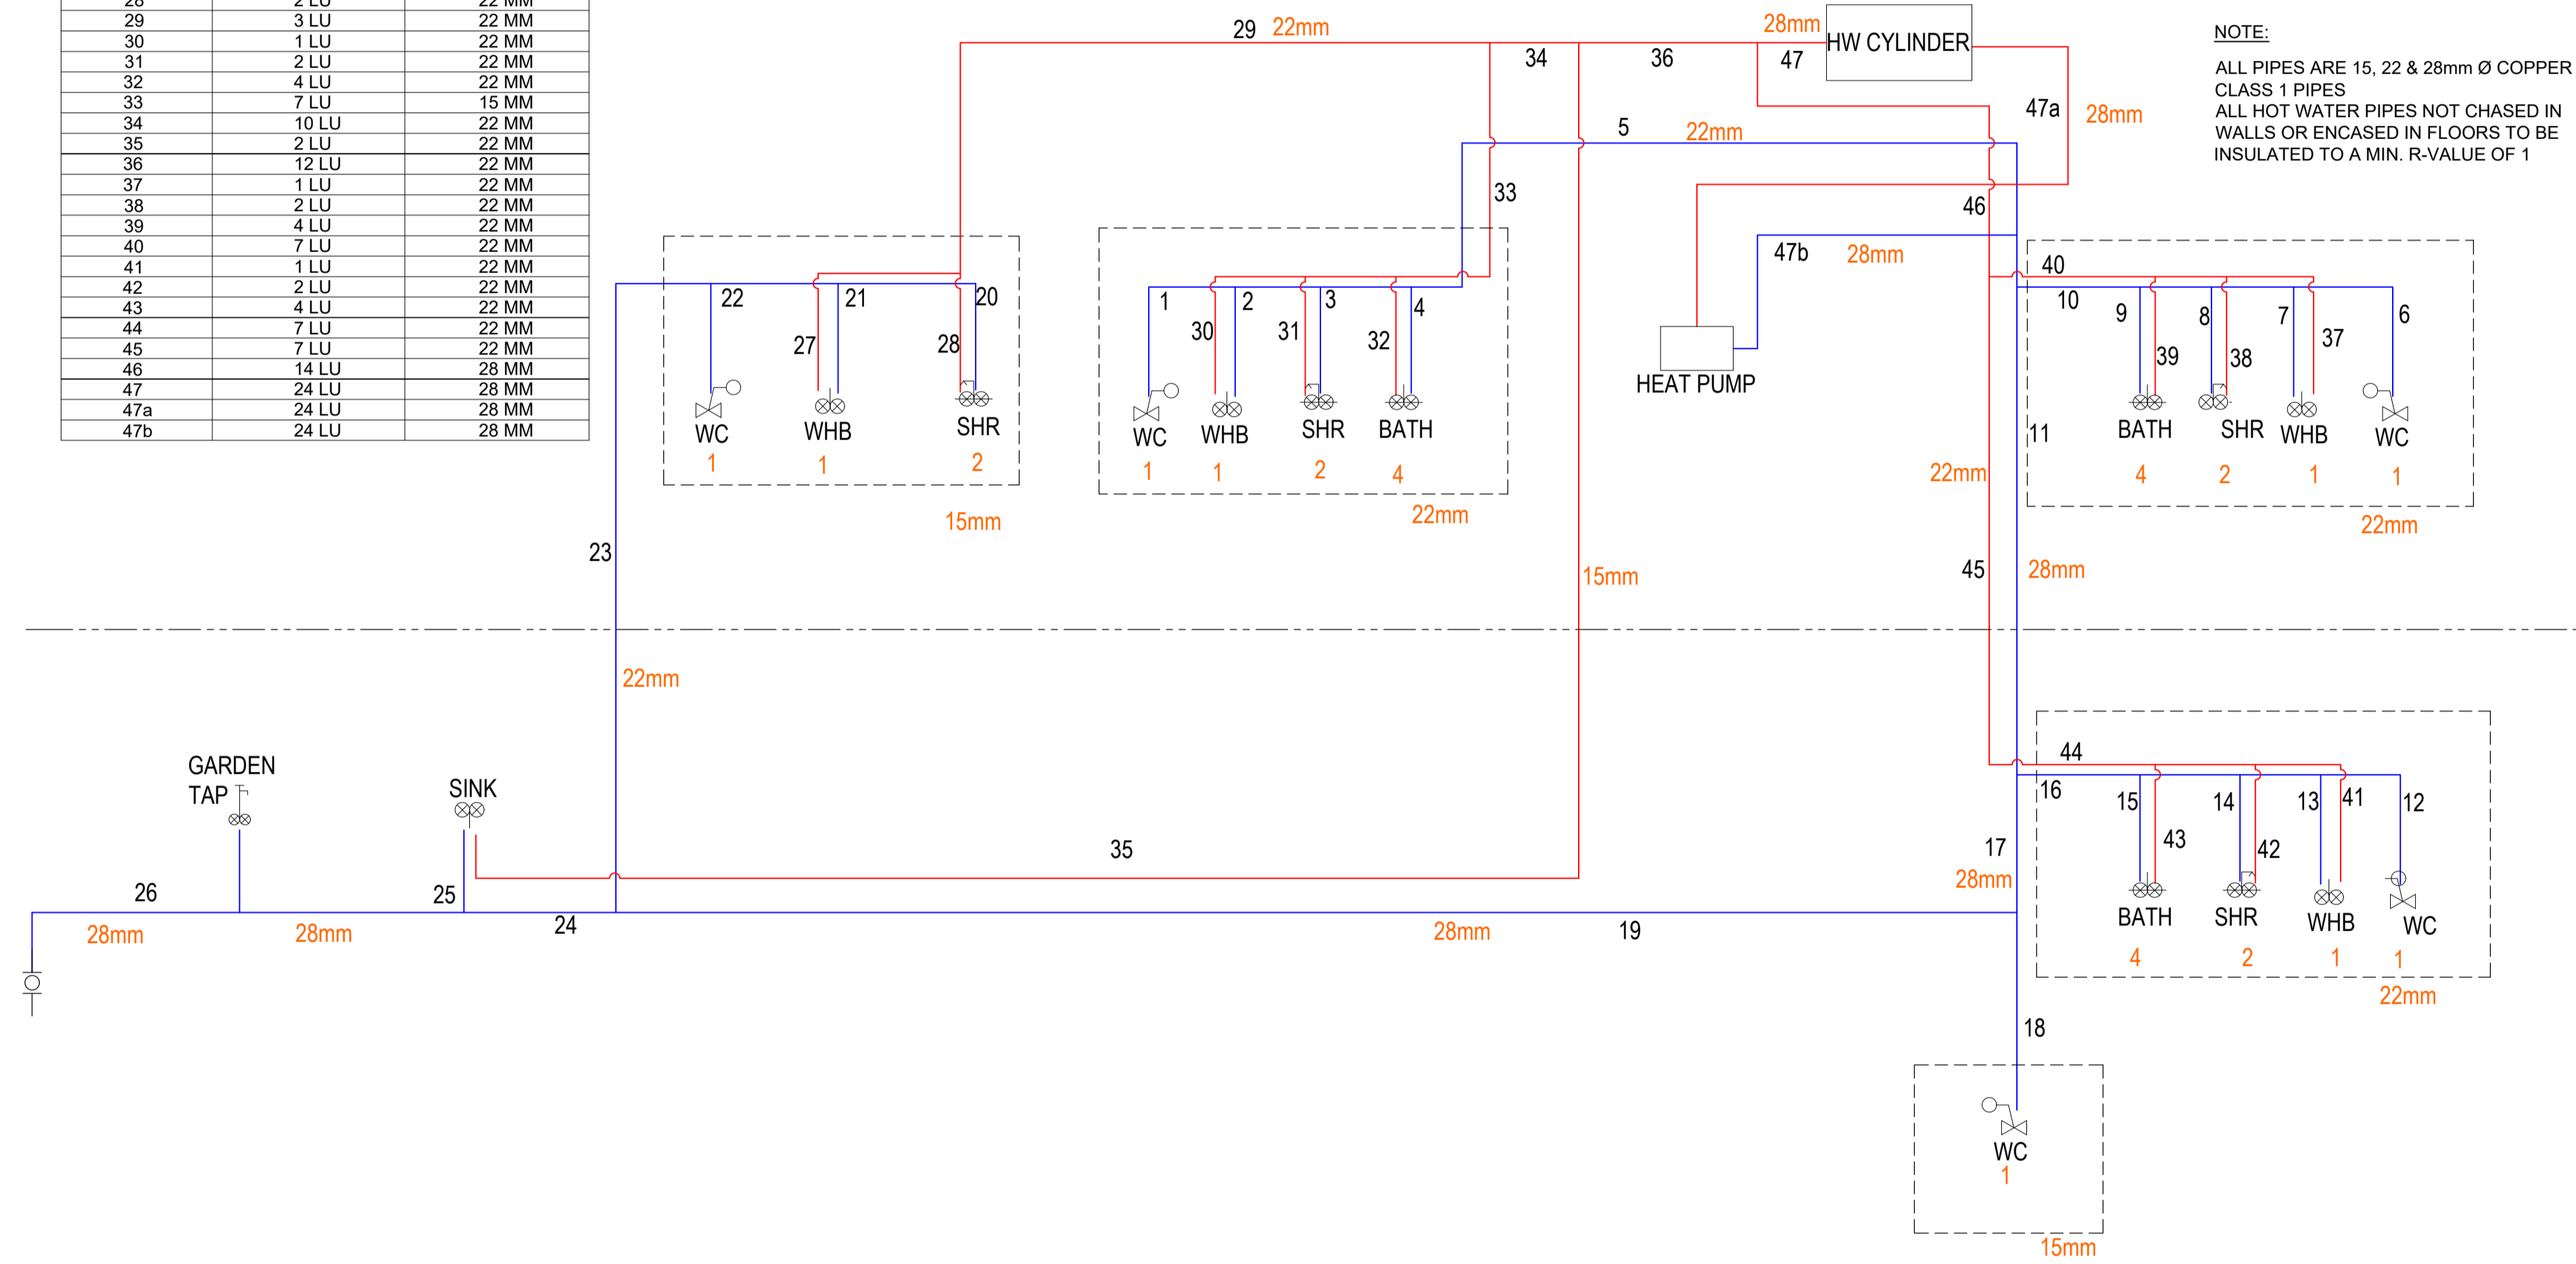 28 2 LU 22 MM
29 3 LU 22 MM
30 1 LU 22 MM
31 2 LU 22 MM
32 4 LU 22 MM
33 7 LU 15 MM
34 10 LU 22 MM
35 2 LU 22 MM
36 12 LU 22 MM
37 1 LU 22 MM
38 2 LU 22 MM
39 4 LU 22 MM
40 7 LU 22 MM
41 1 LU 22 MM
42 2 LU 22 MM
43 4 LU 22 MM
44 7 LU 22 MM
45 7 LU 22 MM
46 14 LU 28 MM
47 24 LU 28 MM
47a 24 LU 28 MM
47b 24 LU 28 MM
29 22mm
34
36
28mm
47
HW CYLINDER
47a
28mm
NOTE:
ALL PIPES ARE 15, 22 & 28mm Ø COPPER
CLASS 1 PIPES
ALL HOT WATER PIPES NOT CHASED IN
WALLS OR ENCASED IN FLOORS TO BE
INSULATED TO A MIN. R-VALUE OF 1
5
22mm
33
46
47b
28mm
HEAT PUMP
22
21
20
27
28
WC
WHB
SHR
1
1
2
15mm
1
2
3
4
30
31
32
WC
WHB
SHR
BATH
1
1
2
4
22mm
40
10
9
8
7
6
39
38
37
BATH
SHR
WHB
WC
4
2
1
1
22mm
11
22mm
45
28mm
15mm
23
22mm
GARDEN
TAP
SINK
35
26
25
24
28mm
28mm
28mm
19
17
28mm
44
16
15
14
13
41
12
43
42
BATH
SHR
WHB
WC
4
2
1
1
22mm
18
WC
1
15mm